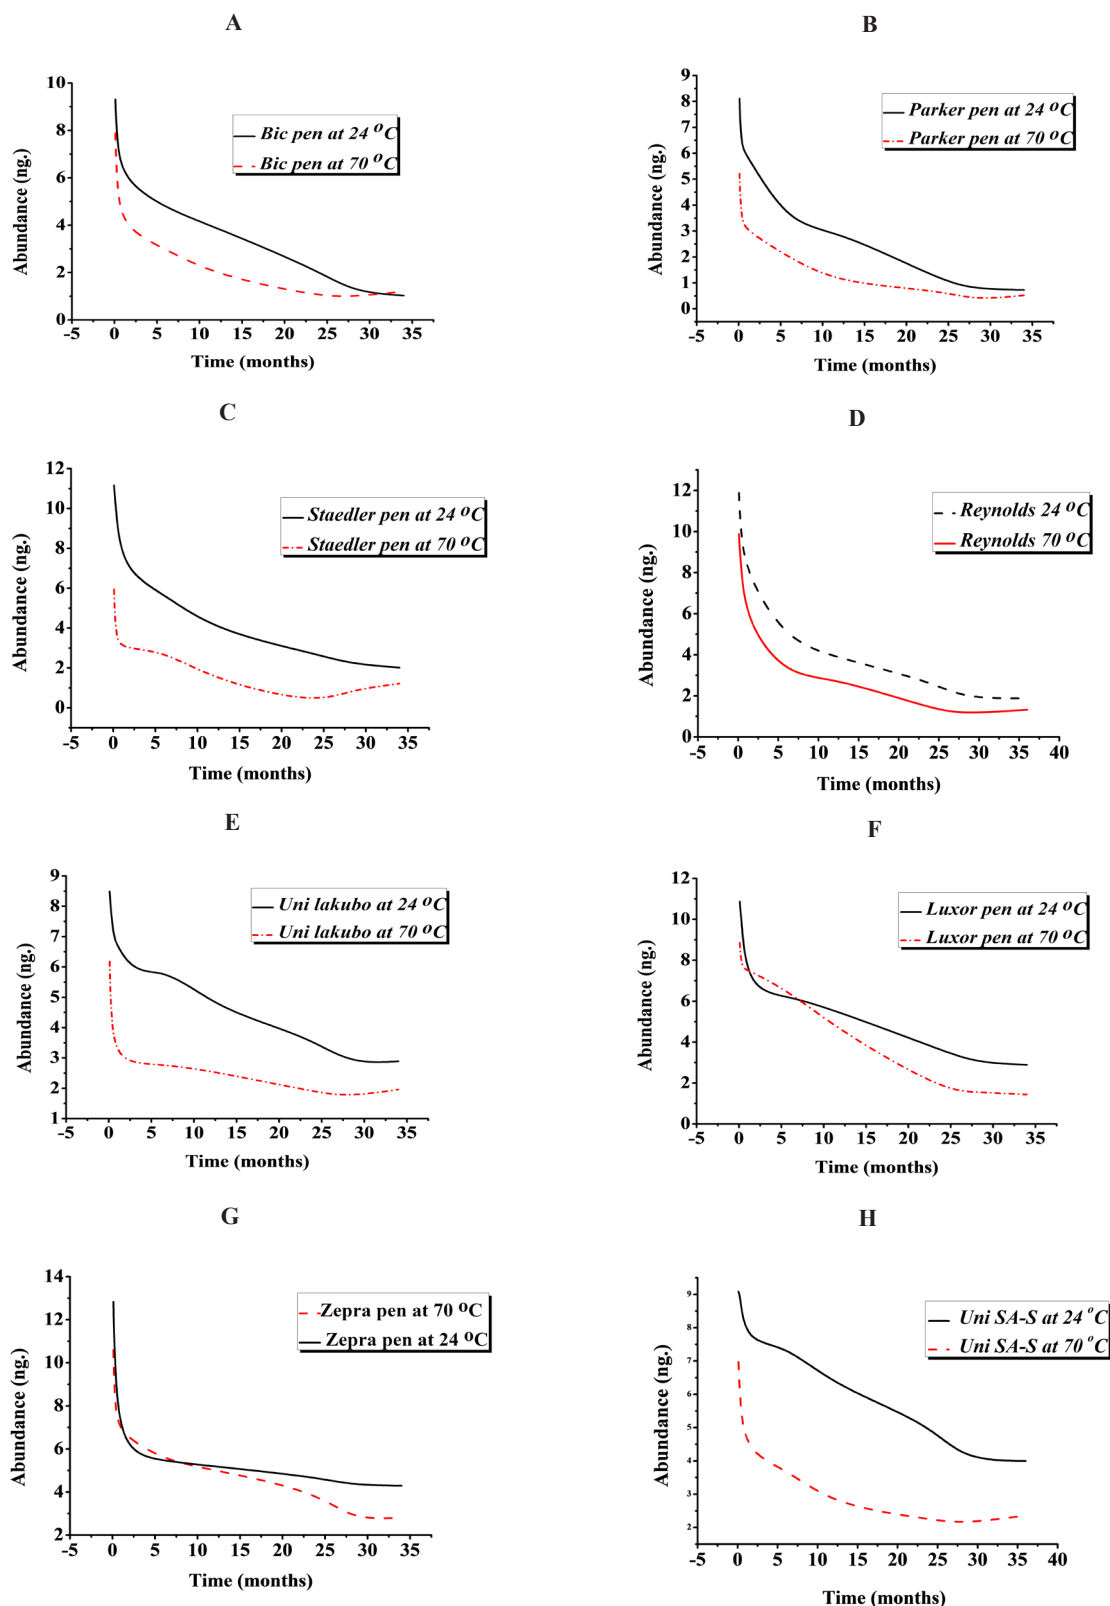 A
10
8
6
4
2
0
-5 0 5 10 15 20 25 30 35
Abundance (ng.)
Time (months)
Bic pen at 24 °C
Bic pen at 70 °C
B
9
8
7
6
5
4
3
2
1
0
-5 0 5 10 15 20 25 30 35
Abundance (ng.)
Time (months)
Parker pen at 24 °C
Parker pen at 70 °C
C
12
10
8
6
4
2
0
-5 0 5 10 15 20 25 30 35
Abundance (ng.)
Time (months)
Staedler pen at 24 °C
Staedler pen at 70 °C
D
12
10
8
6
4
2
0
-5 0 5 10 15 20 25 30 35 40
Abundance (ng.)
Time (months)
Reynolds 24 °C
Reynolds 70 °C
E
9
8
7
6
5
4
3
2
1
-5 0 5 10 15 20 25 30 35
Abundance (ng.)
Time (months)
Uni lakubo at 24 °C
Uni lakubo at 70 °C
F
12
10
8
6
4
2
0
-5 0 5 10 15 20 25 30 35
Abundance (ng.)
Time (months)
Luxor pen at 24 °C
Luxor pen at 70 °C
G
14
12
10
8
6
4
2
-5 0 5 10 15 20 25 30 35
Abundance (ng.)
Time (months)
Zepra pen at 70 °C
Zepra pen at 24 °C
H
9
8
7
6
5
4
3
2
-5 0 5 10 15 20 25 30 35 40
Abundance (ng.)
Time (months)
Uni SA-S at 24 °C
Uni SA-S at 70 °C